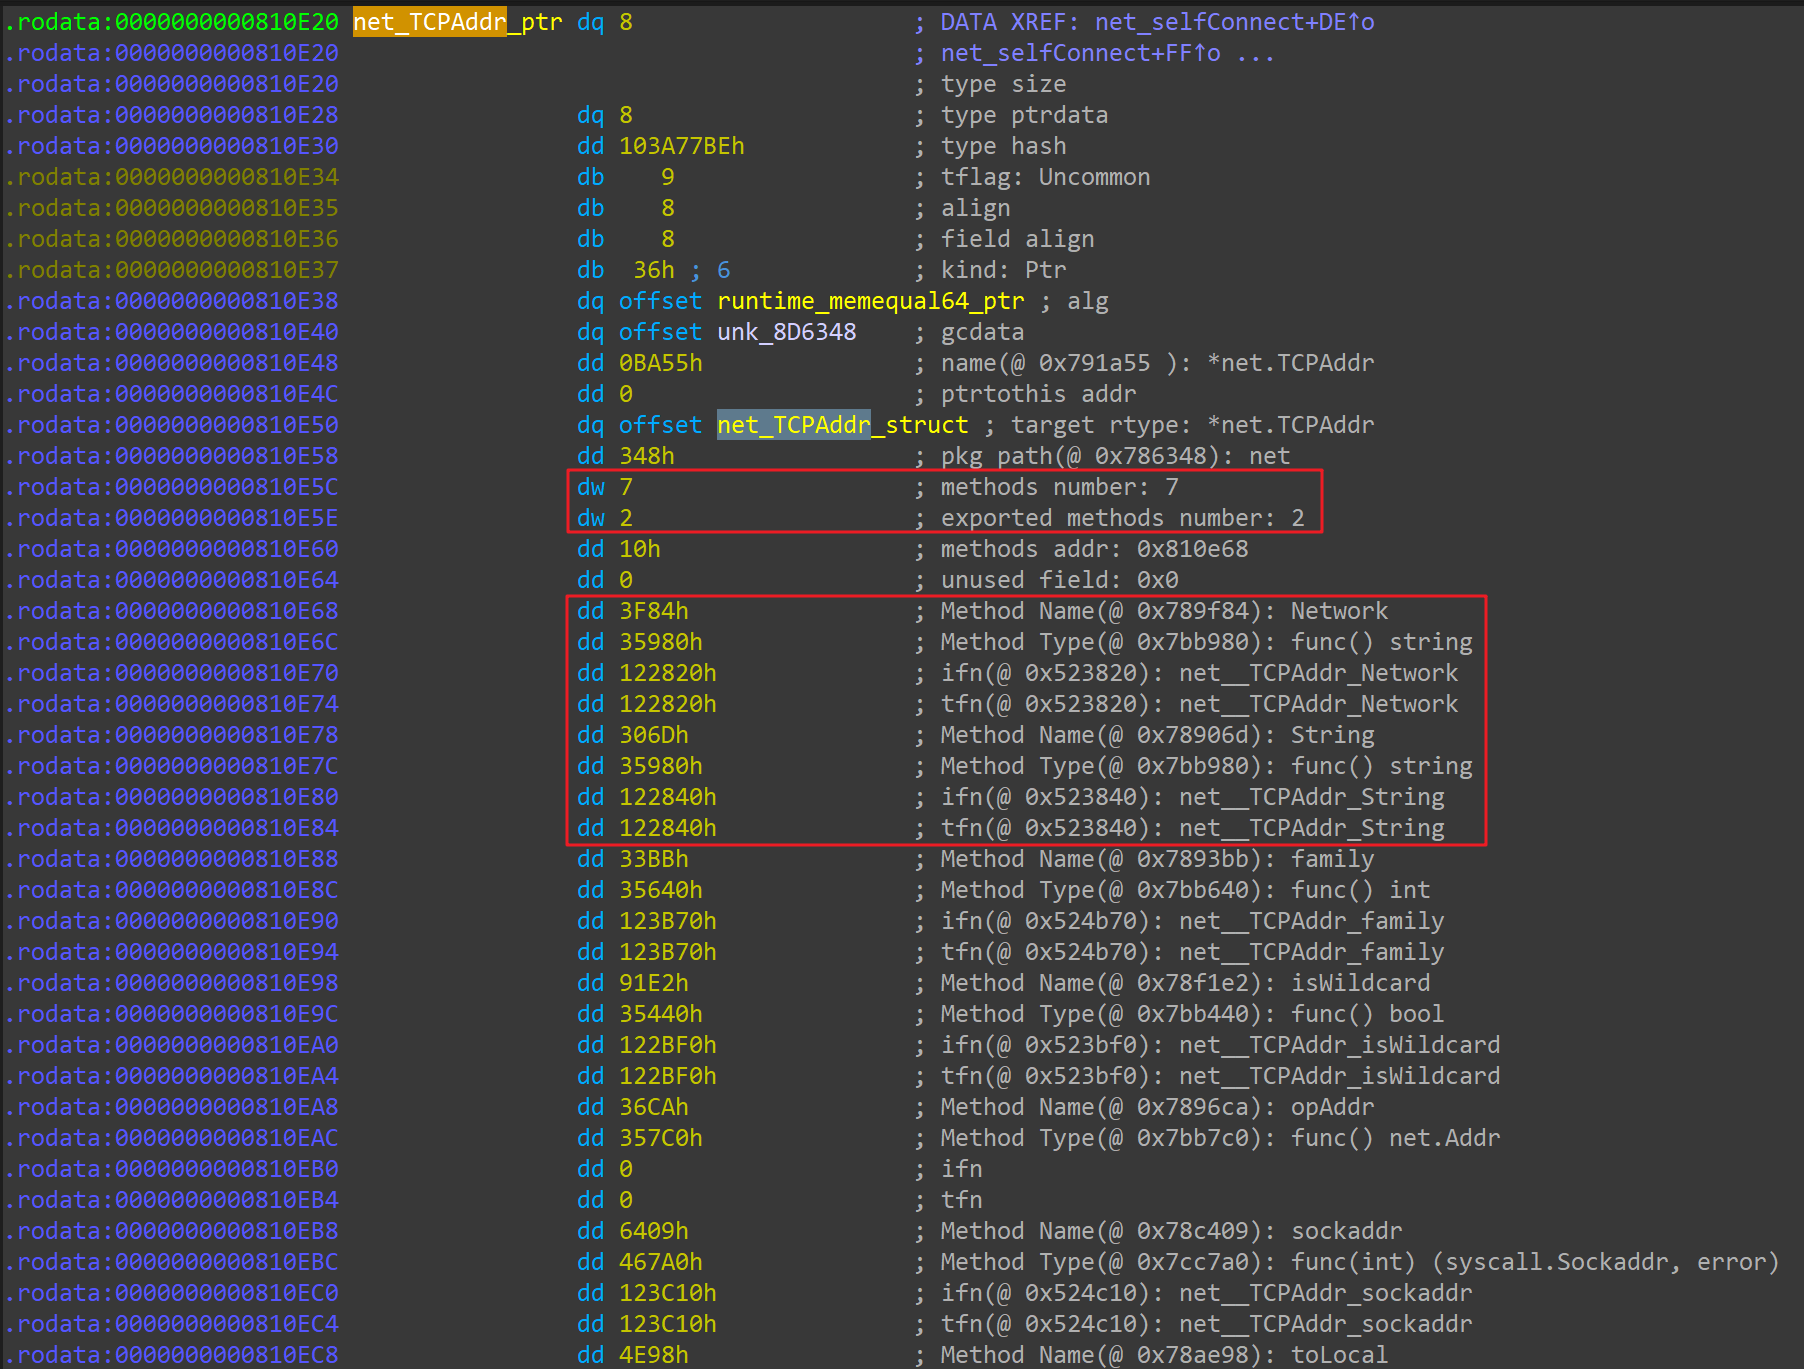 .rodata:0000000000810E20 net_TCPAddr_ptr dq 8 ; DATA XREF: net_selfConnect+DE↑o
.rodata:0000000000810E20 ; net_selfConnect+FF↑o ...
.rodata:0000000000810E20 ; type size
.rodata:0000000000810E28 dq 8 ; type ptrdata
.rodata:0000000000810E30 dd 103A77BEh ; type hash
.rodata:0000000000810E34 db 9 ; tflag: Uncommon
.rodata:0000000000810E35 db 8 ; align
.rodata:0000000000810E36 db 8 ; field align
.rodata:0000000000810E37 db 36h ; 6 ; kind: Ptr
.rodata:0000000000810E38 dq offset runtime_memequal64_ptr ; alg
.rodata:0000000000810E40 dq offset unk_8D6348 ; gcdata
.rodata:0000000000810E48 dd 0BA55h ; name(@ 0x791a55 ): *net.TCPAddr
.rodata:0000000000810E4C dd 0 ; ptrtothis addr
.rodata:0000000000810E50 dq offset net_TCPAddr_struct ; target rtype: *net.TCPAddr
.rodata:0000000000810E58 dd 348h ; pkg path(@ 0x786348): net
.rodata:0000000000810E5C dw 7 ; methods number: 7
.rodata:0000000000810E5E dw 2 ; exported methods number: 2
.rodata:0000000000810E60 dd 10h ; methods addr: 0x810e68
.rodata:0000000000810E64 dd 0 ; unused field: 0x0
.rodata:0000000000810E68 dd 3F84h ; Method Name(@ 0x789f84): Network
.rodata:0000000000810E6C dd 35980h ; Method Type(@ 0x7bb980): func() string
.rodata:0000000000810E70 dd 122820h ; ifn(@ 0x523820): net__TCPAddr_Network
.rodata:0000000000810E74 dd 122820h ; tfn(@ 0x523820): net__TCPAddr_Network
.rodata:0000000000810E78 dd 306Dh ; Method Name(@ 0x78906d): String
.rodata:0000000000810E7C dd 35980h ; Method Type(@ 0x7bb980): func() string
.rodata:0000000000810E80 dd 122840h ; ifn(@ 0x523840): net__TCPAddr_String
.rodata:0000000000810E84 dd 122840h ; tfn(@ 0x523840): net__TCPAddr_String
.rodata:0000000000810E88 dd 33BBh ; Method Name(@ 0x7893bb): family
.rodata:0000000000810E8C dd 35640h ; Method Type(@ 0x7bb640): func() int
.rodata:0000000000810E90 dd 123B70h ; ifn(@ 0x524b70): net__TCPAddr_family
.rodata:0000000000810E94 dd 123B70h ; tfn(@ 0x524b70): net__TCPAddr_family
.rodata:0000000000810E98 dd 91E2h ; Method Name(@ 0x78f1e2): isWildcard
.rodata:0000000000810E9C dd 35440h ; Method Type(@ 0x7bb440): func() bool
.rodata:0000000000810EA0 dd 122BF0h ; ifn(@ 0x523bf0): net__TCPAddr_isWildcard
.rodata:0000000000810EA4 dd 122BF0h ; tfn(@ 0x523bf0): net__TCPAddr_isWildcard
.rodata:0000000000810EA8 dd 36CAh ; Method Name(@ 0x7896ca): opAddr
.rodata:0000000000810EAC dd 357C0h ; Method Type(@ 0x7bb7c0): func() net.Addr
.rodata:0000000000810EB0 dd 0 ; ifn
.rodata:0000000000810EB4 dd 0 ; tfn
.rodata:0000000000810EB8 dd 6409h ; Method Name(@ 0x78c409): sockaddr
.rodata:0000000000810EBC dd 467A0h ; Method Type(@ 0x7cc7a0): func(int) (syscall.Sockaddr, error)
.rodata:0000000000810EC0 dd 123C10h ; ifn(@ 0x524c10): net__TCPAddr_sockaddr
.rodata:0000000000810EC4 dd 123C10h ; tfn(@ 0x524c10): net__TCPAddr_sockaddr
.rodata:0000000000810EC8 dd 4E98h ; Method Name(@ 0x78ae98): toLocal